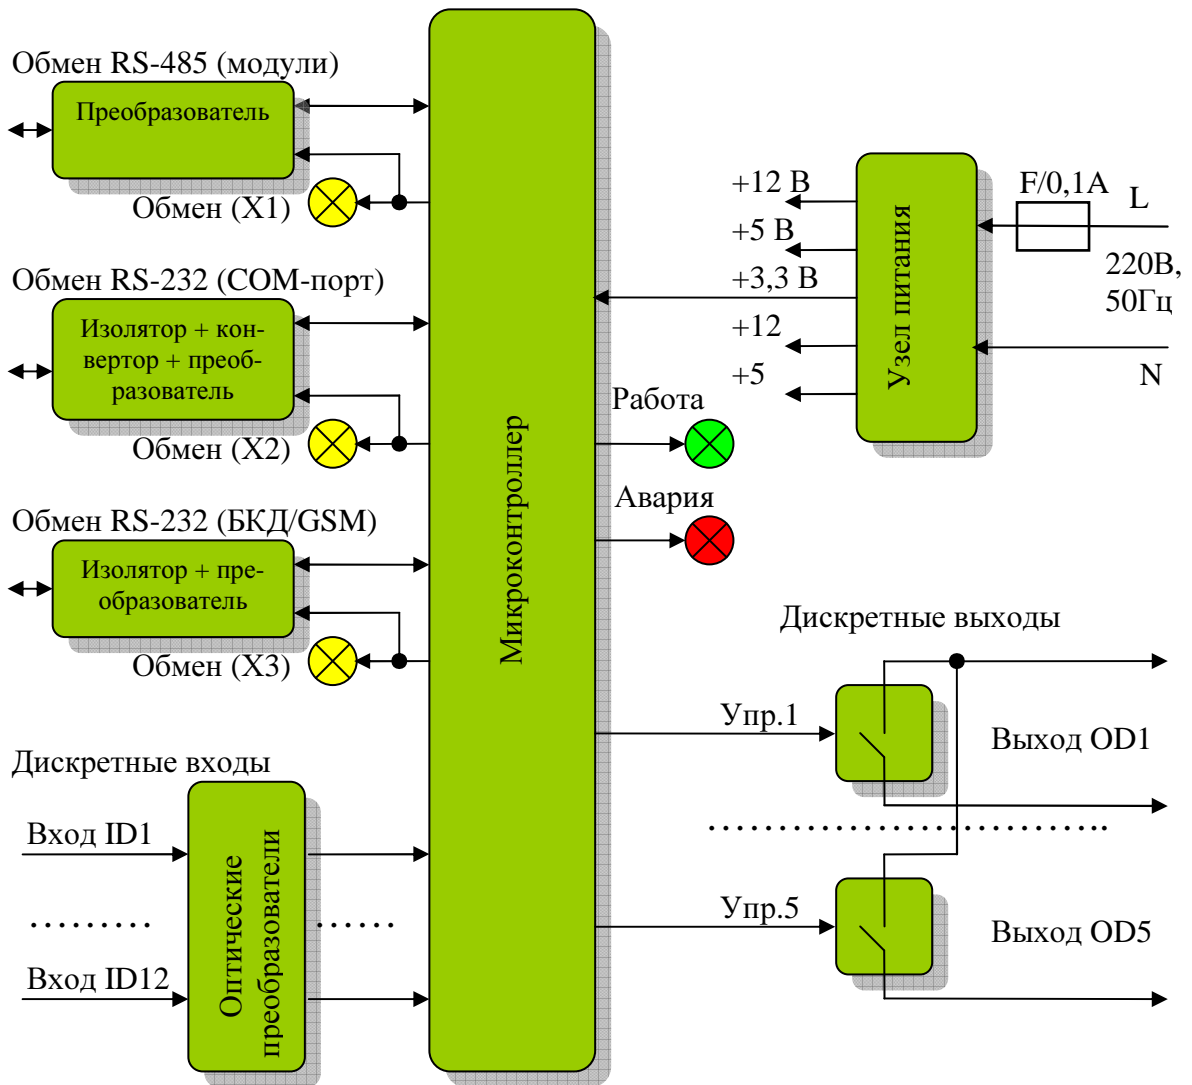 Обмен RS-485 (модули)
Преобразователь
Обмен (X1)
Обмен RS-232 (COM-порт)
Изолятор + кон-
вертор + преоб-
разователь
Обмен (X2)
Обмен RS-232 (БКД/GSM)
Изолятор + пре-
образователь
Обмен (X3)
Дискретные входы
Вход ID1
Вход ID12
Оптические
преобразователи
Микроконтроллер
+12 В
+5 В
+3,3 В
+12
+5
Узел питания
F/0,1A
L
220В,
50Гц
N
Работа
Авария
Дискретные выходы
Упр.1
Выход OD1
Упр.5
Выход OD5